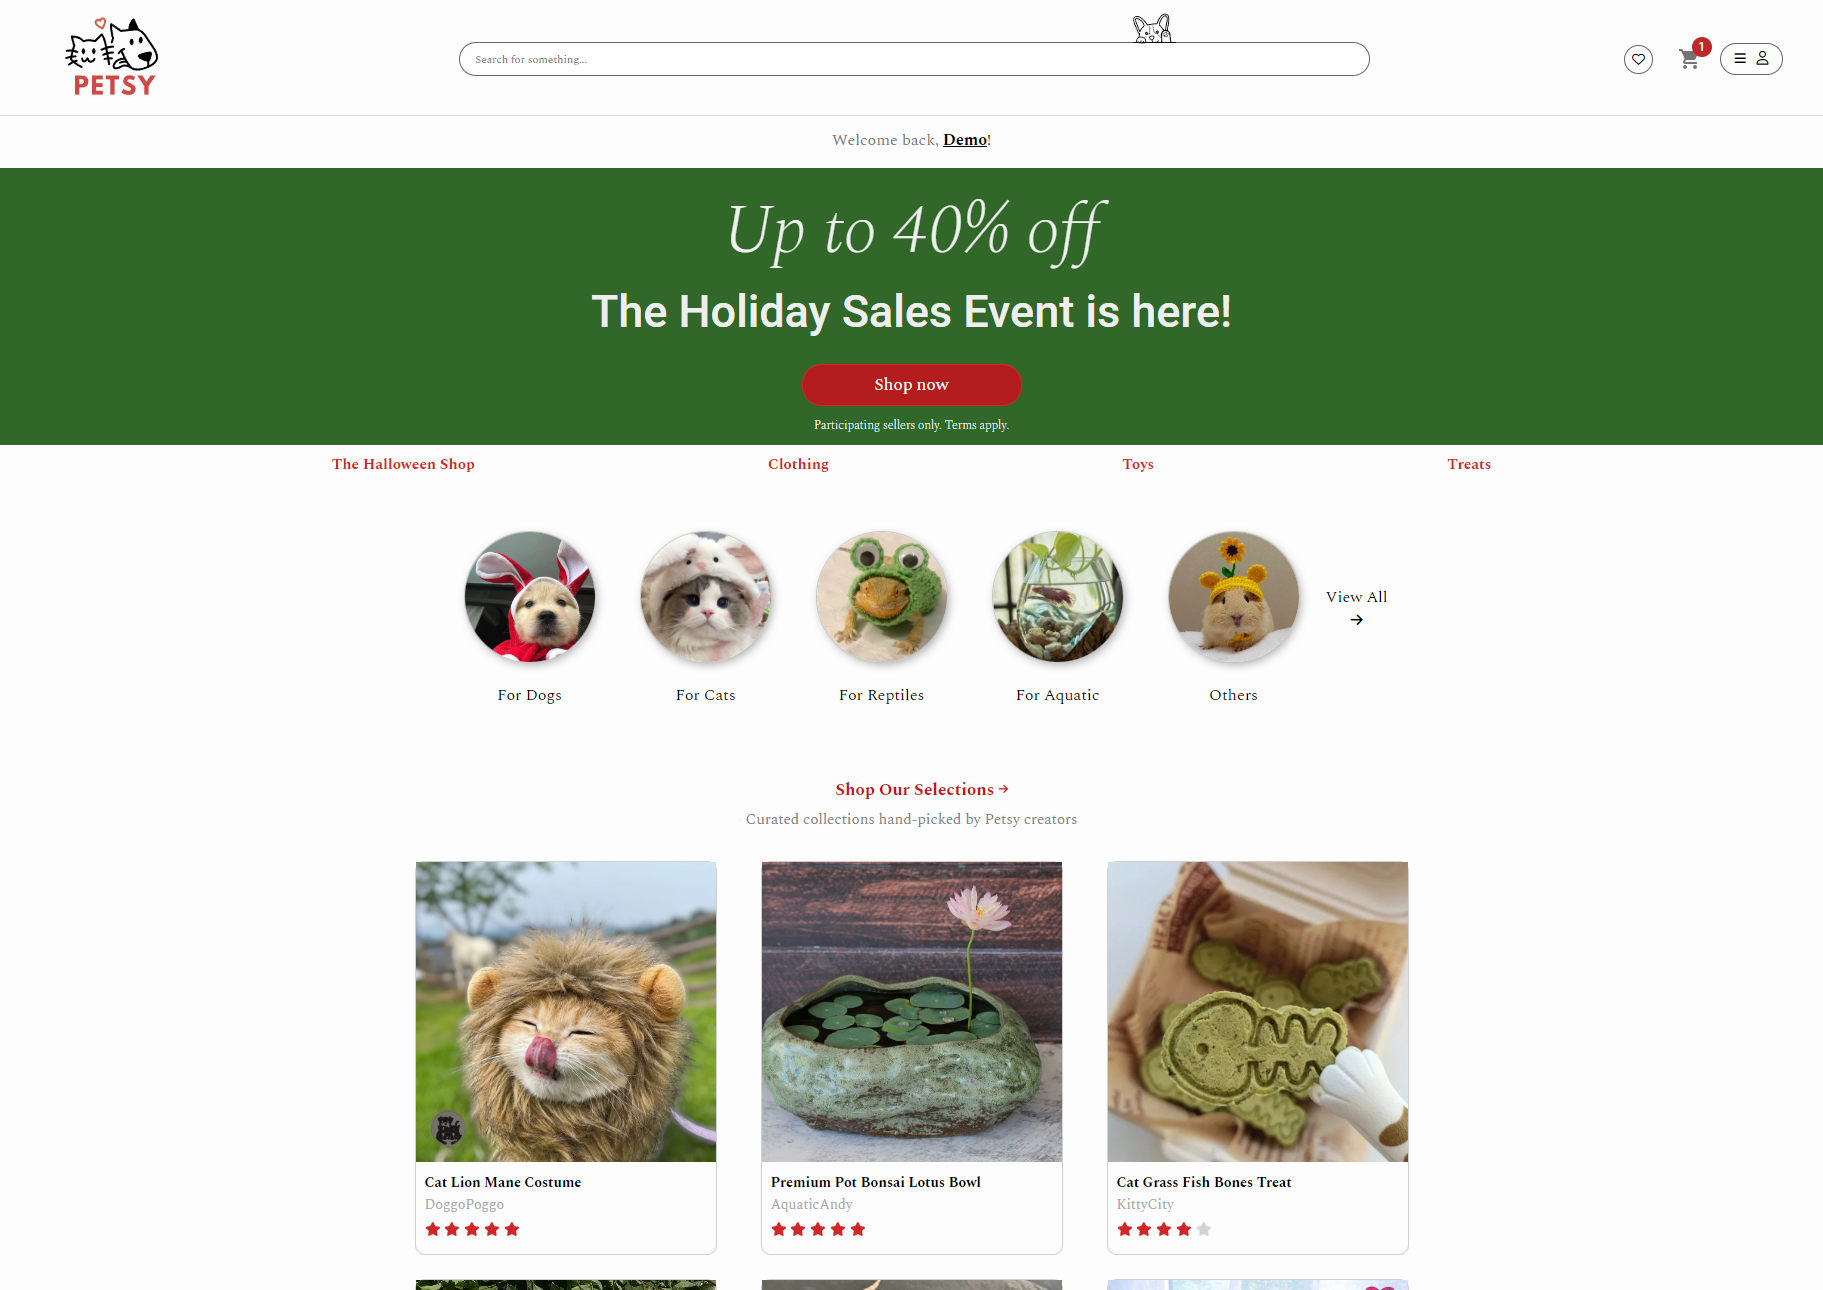 PETSY
Search for something...
1
Welcome back, Demo!
Up to 40% off
The Holiday Sales Event is here!
Shop now
Participating sellers only. Terms apply.
The Halloween Shop
Clothing
Toys
Treats
For Dogs
For Cats
For Reptiles
For Aquatic
Others
View All
Shop Our Selections
Curated collections hand-picked by Petsy creators
Cat Lion Mane Costume
DoggoPoggo
Premium Pot Bonsai Lotus Bowl
AquaticAndy
Cat Grass Fish Bones Treat
KittyCity